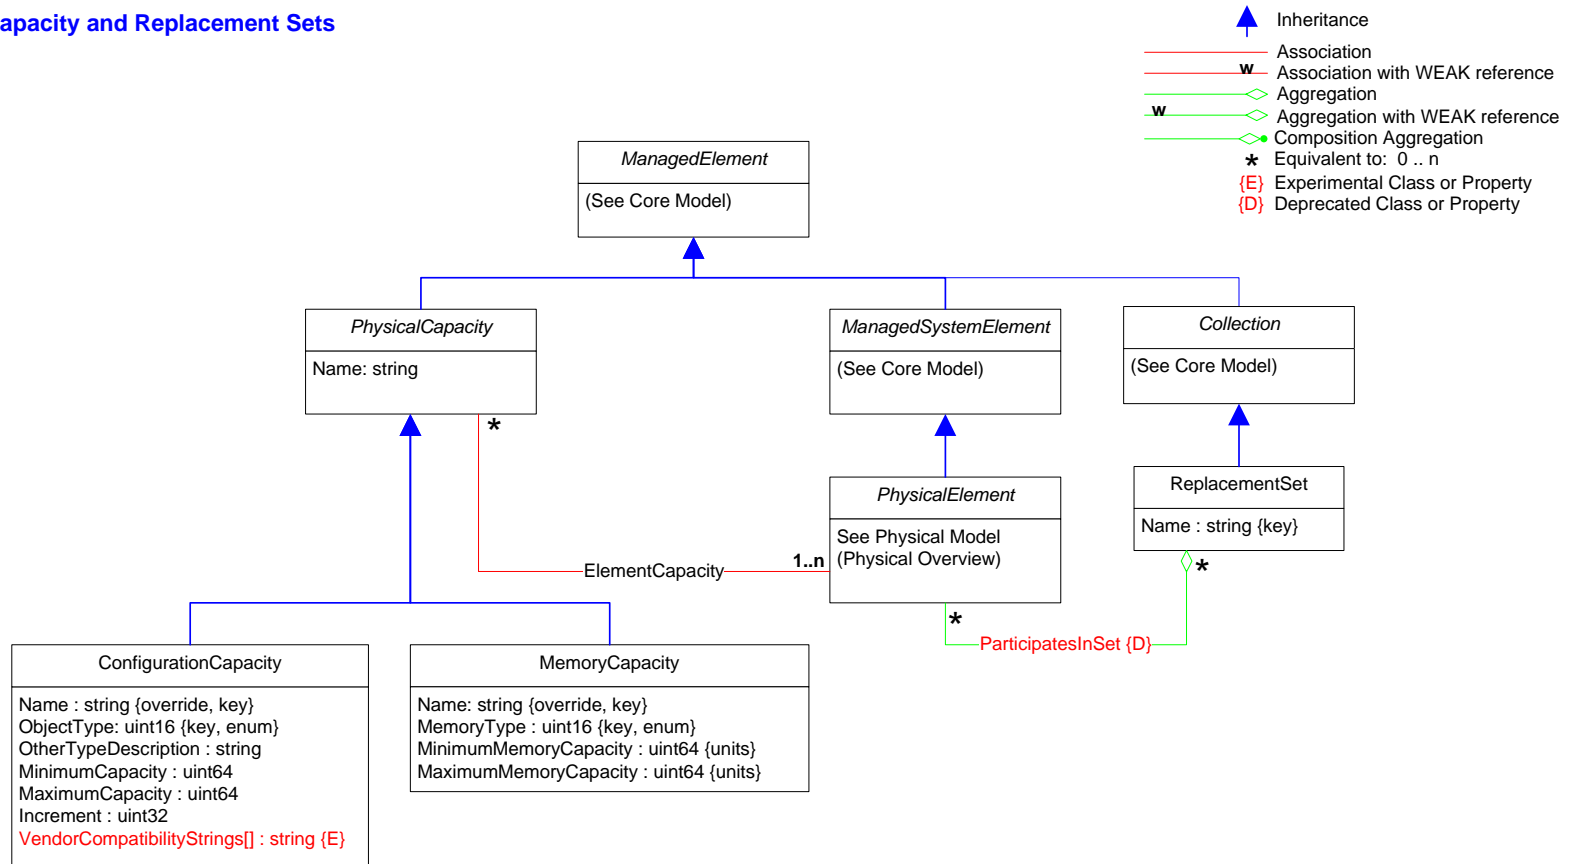 apacity and Replacement Sets
Inheritance
Association
w
Association with WEAK reference
Aggregation
w
Aggregation with WEAK reference
Composition Aggregation
* Equivalent to: 0 .. n
{E} Experimental Class or Property
{D} Deprecated Class or Property
ManagedElement
(See Core Model)
PhysicalCapacity
Name: string
*
ManagedSystemElement
(See Core Model)
Collection
(See Core Model)
PhysicalElement
See Physical Model
(Physical Overview)
ReplacementSet
Name : string {key}
*
ElementCapacity
1..n
*
ParticipatesInSet {D}
ConfigurationCapacity
Name : string {override, key}
ObjectType: uint16 {key, enum}
OtherTypeDescription : string
MinimumCapacity : uint64
MaximumCapacity : uint64
Increment : uint32
VendorCompatibilityStrings[] : string {E}
MemoryCapacity
Name: string {override, key}
MemoryType : uint16 {key, enum}
MinimumMemoryCapacity : uint64 {units}
MaximumMemoryCapacity : uint64 {units}